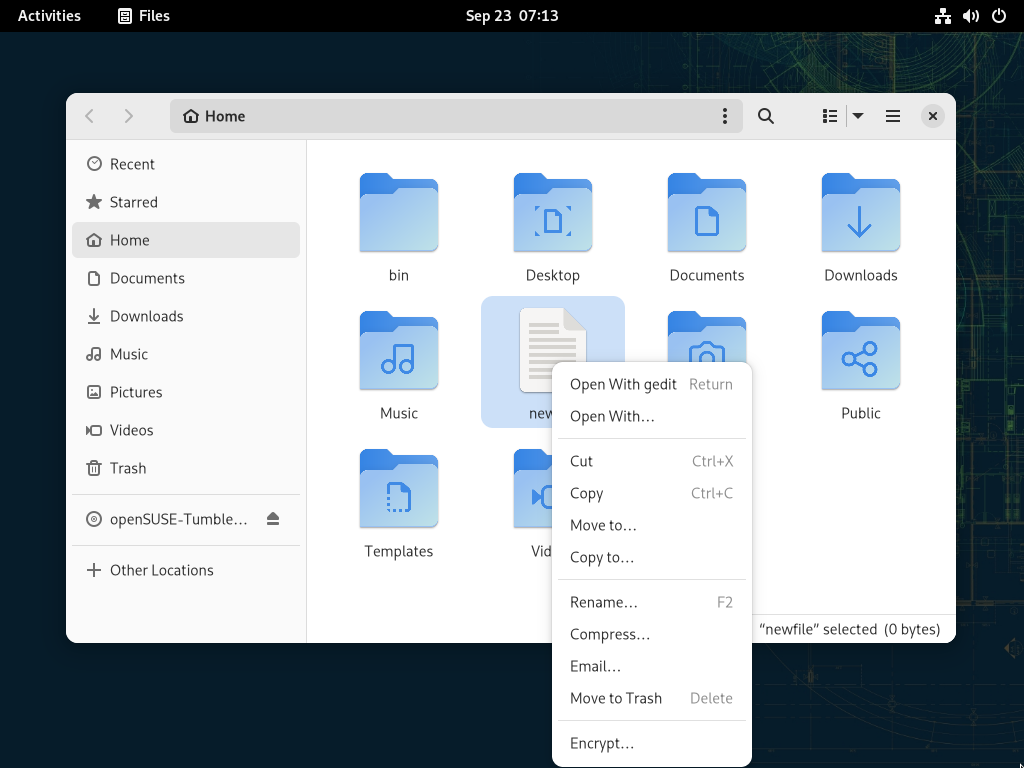 Activities Files Sep 23 07:13
Home
Recent
Starred
Home
Documents
Downloads
Music
Pictures
Videos
Trash
openSUSE-Tumble…
Other Locations
bin Desktop Documents Downloads
Music new Public
Templates Vid
Open With gedit Return
Open With…
Cut Ctrl+X
Copy Ctrl+C
Move to…
Copy to…
Rename… F2
Compress…
Email…
Move to Trash Delete
Encrypt…
“newfile” selected (0 bytes)